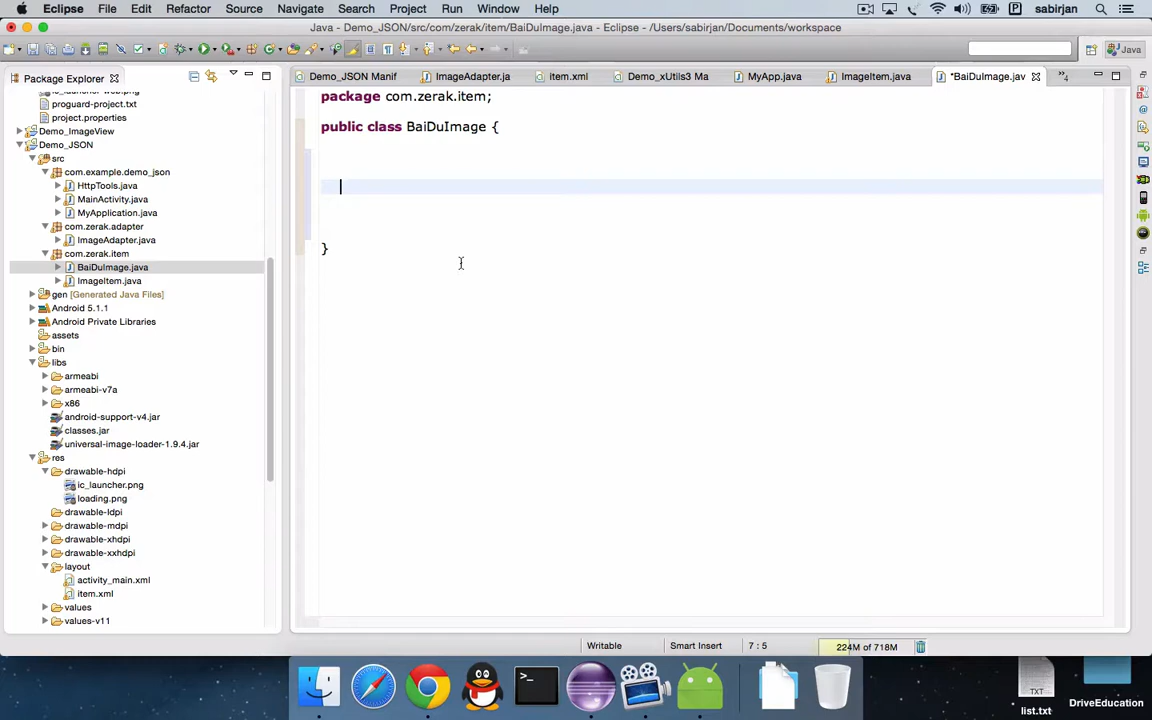 Eclipse File Edit Source Refactor Navigate Search Project Run Window Help sabirjan
Java - Demo_JSON/src/com/zerak/item/BaiDuImage.java - Eclipse - /Users/sabirjan/Documents/workspace
Java
Package Explorer
Demo_JSON Manif ImageAdapter.ja item.xml Demo_xUtils3 Ma MyApp.java ImageItem.java *BaiDuImage.jav »4
proguard-project.txt
project.properties
Demo_ImageView
Demo_JSON
src
com.example.demo_json
HttpTools.java
MainActivity.java
MyApplication.java
com.zerak.adapter
ImageAdapter.java
com.zerak.item
BaiDuImage.java
ImageItem.java
gen [Generated Java Files]
Android 5.1.1
Android Private Libraries
assets
bin
libs
armeabi
armeabi-v7a
x86
android-support-v4.jar
classes.jar
universal-image-loader-1.9.4.jar
res
drawable-hdpi
ic_launcher.png
loading.png
drawable-ldpi
drawable-mdpi
drawable-xhdpi
drawable-xxhdpi
layout
activity_main.xml
item.xml
values
values-v11
package com.zerak.item;
public class BaiDuImage {
}
Writable Smart Insert 7 : 5 224M of 718M
TXT
list.txt
DriveEducation